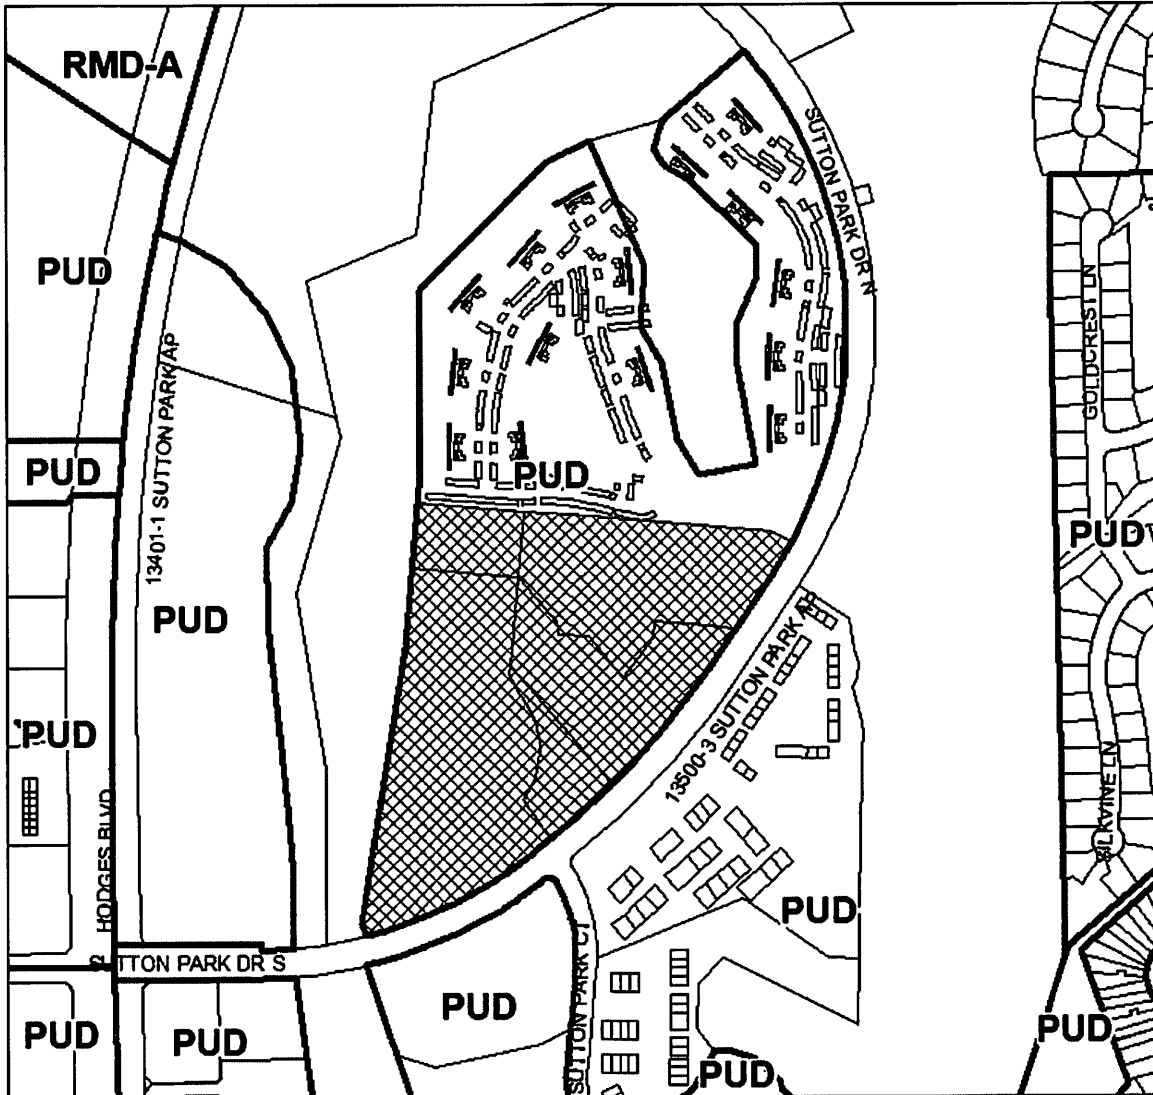 RMD-A
SUTTON PARK DR N
PUD
GOLDCREST LN
13401-1 SUTTON PARK AP
PUD
PUD
PUD
PUD
13500-3 SUTTON PARK AP
PUD
HODGES BLVD
SILKVINE LN
PUD
SUTTON PARK DR S
SUTTON PARK CT
PUD
PUD
PUD
PUD
PUD